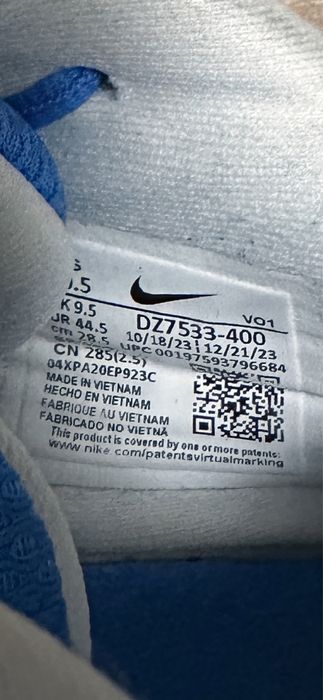 S
.5
K 9.5
UR 44.5
cm 28.5
DZ7533-400
VO1
10/18/23 12/21/23
UPC 00197593796684
CN 285(2.5)
04XPA20EP923C
MADE IN VIETNAM
HECHO EN VIETNAM
FABRIQUE AU VIETNAM
FABRICADO NO VIETNÃ
This product is covered by one or more patents:
www nike com/patentsvirtualmarking